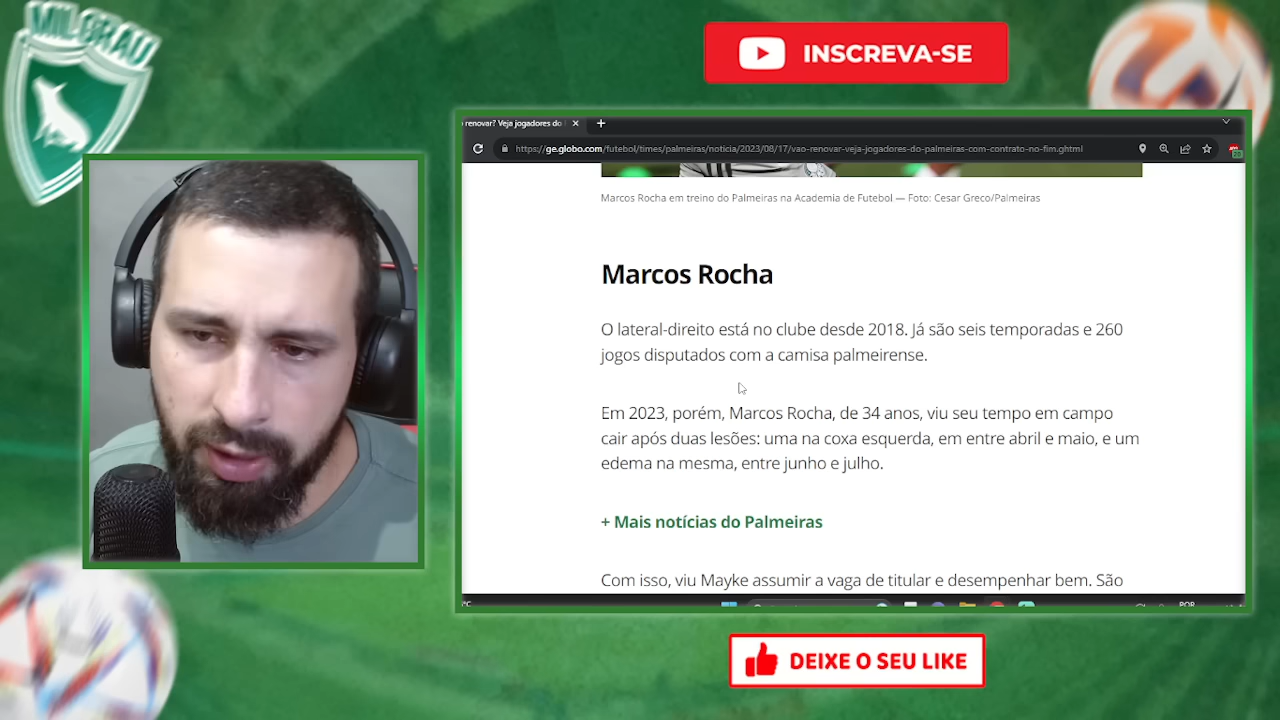 MIL GRAU
INSCREVA-SE
renovar? Veja jogadores do
https://ge.globo.com/futebol/times/palmeiras/noticia/2023/08/17/vao-renovar-veja-jogadores-do-palmeiras-com-contrato-no-fim.ghtml
Marcos Rocha em treino do Palmeiras na Academia de Futebol — Foto: Cesar Greco/Palmeiras
Marcos Rocha
O lateral-direito está no clube desde 2018. Já são seis temporadas e 260
jogos disputados com a camisa palmeirense.
Em 2023, porém, Marcos Rocha, de 34 anos, viu seu tempo em campo
cair após duas lesões: uma na coxa esquerda, em entre abril e maio, e um
edema na mesma, entre junho e julho.
+ Mais notícias do Palmeiras
Com isso, viu Mayke assumir a vaga de titular e desempenhar bem. São
POR
DEIXE O SEU LIKE